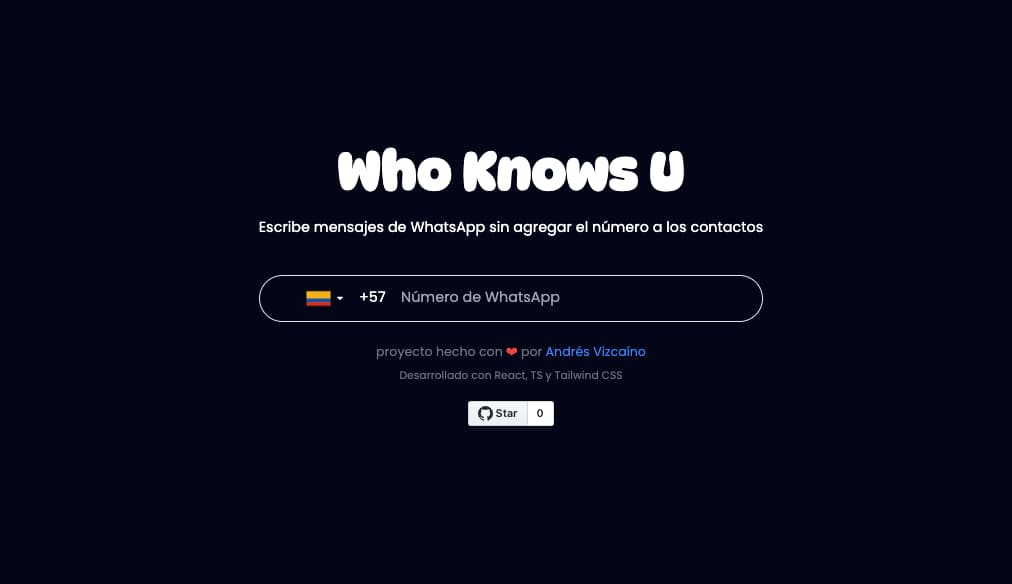 Who Knows U
Escribe mensajes de WhatsApp sin agregar el número a los contactos
+57 Número de WhatsApp
proyecto hecho con ❤ por Andrés Vizcaíno
Desarrollado con React, TS y Tailwind CSS
Star 0